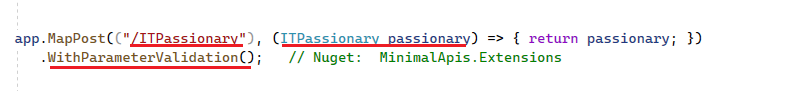 app.MapPost(("/ITPassionary"), (ITPassionary passionary) => { return passionary; })
.WithParameterValidation();   // Nuget:  MinimalApis.Extensions